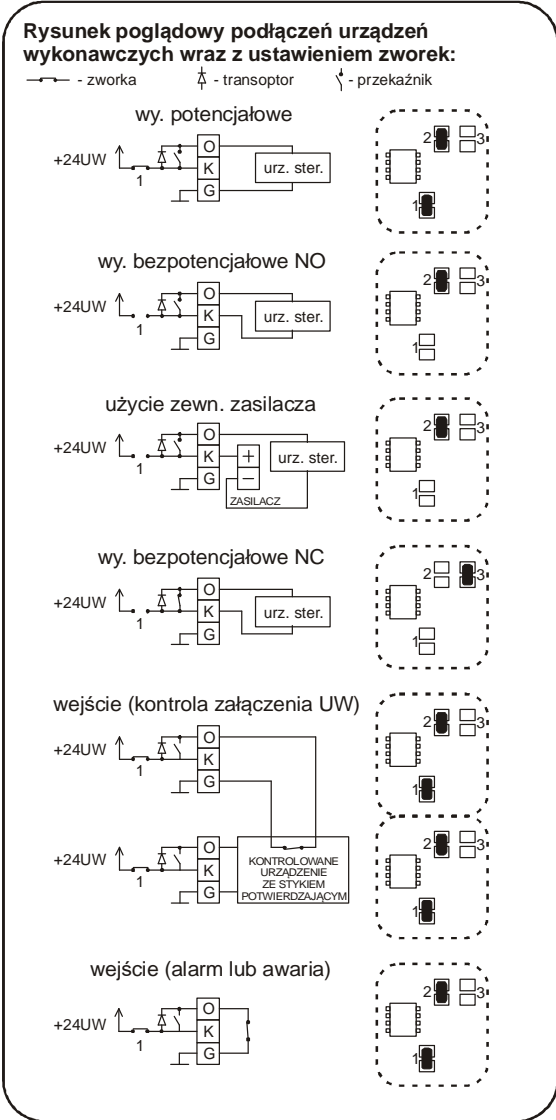 Rysunek poglądowy podłączeń urządzeń
wykonawczych wraz z ustawieniem zworek:
- zworka - transoptor - przekaźnik
wy. potencjałowe
+24UW 1 O K G urz. ster.
2 3 1
wy. bezpotencjałowe NO
+24UW 1 O K G urz. ster.
2 3 1
użycie zewn. zasilacza
+24UW 1 O K G + − ZASILACZ urz. ster.
2 3 1
wy. bezpotencjałowe NC
+24UW 1 O K G urz. ster.
2 3 1
wejście (kontrola załączenia UW)
+24UW 1 O K G
2 3 1
+24UW 1 O K G
KONTROLOWANE
URZĄDZENIE
ZE STYKIEM
POTWIERDZAJĄCYM
2 3 1
wejście (alarm lub awaria)
+24UW 1 O K G
2 3 1